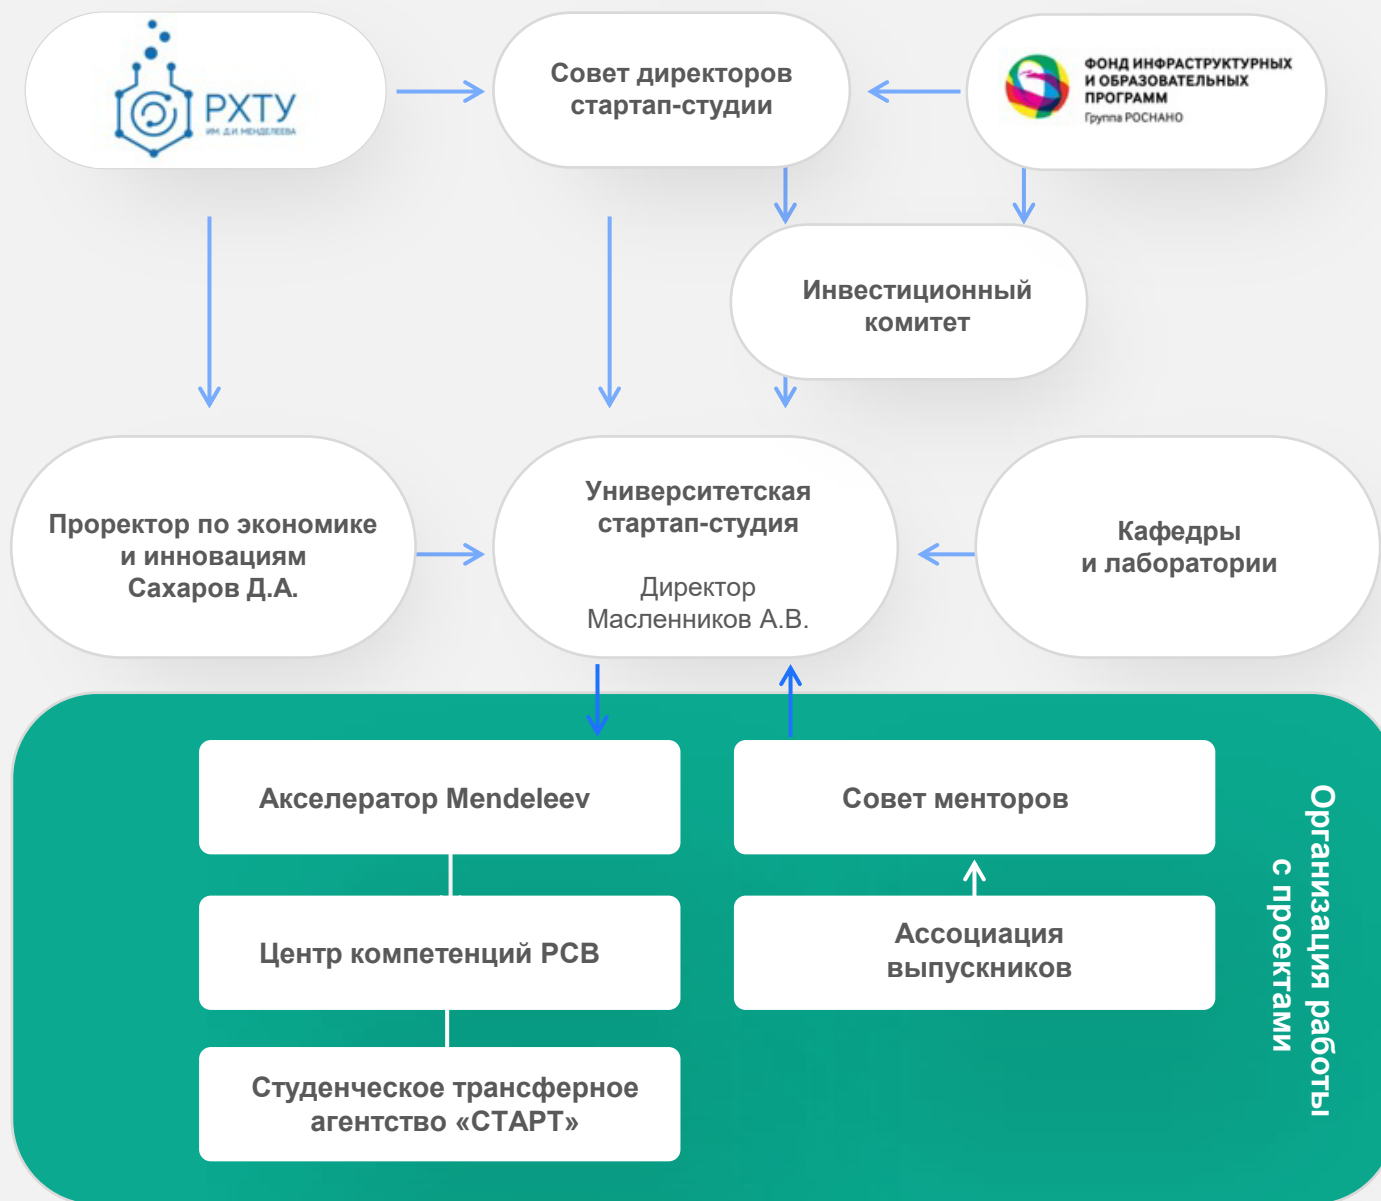 РХТУ
ИМ. Д.И. МЕНДЕЛЕЕВА
Совет директоров
стартап-студии
ФОНД ИНФРАСТРУКТУРНЫХ
И ОБРАЗОВАТЕЛЬНЫХ
ПРОГРАММ
Группа РОСНАНО
Инвестиционный
комитет
Проректор по экономике
и инновациям
Сахаров Д.А.
Университетская
стартап-студия
Директор
Масленников А.В.
Кафедры
и лаборатории
Акселератор Mendeleev
Совет менторов
Центр компетенций РСВ
Ассоциация
выпускников
Студенческое трансферное
агентство «СТАРТ»
Организация работы
с проектами